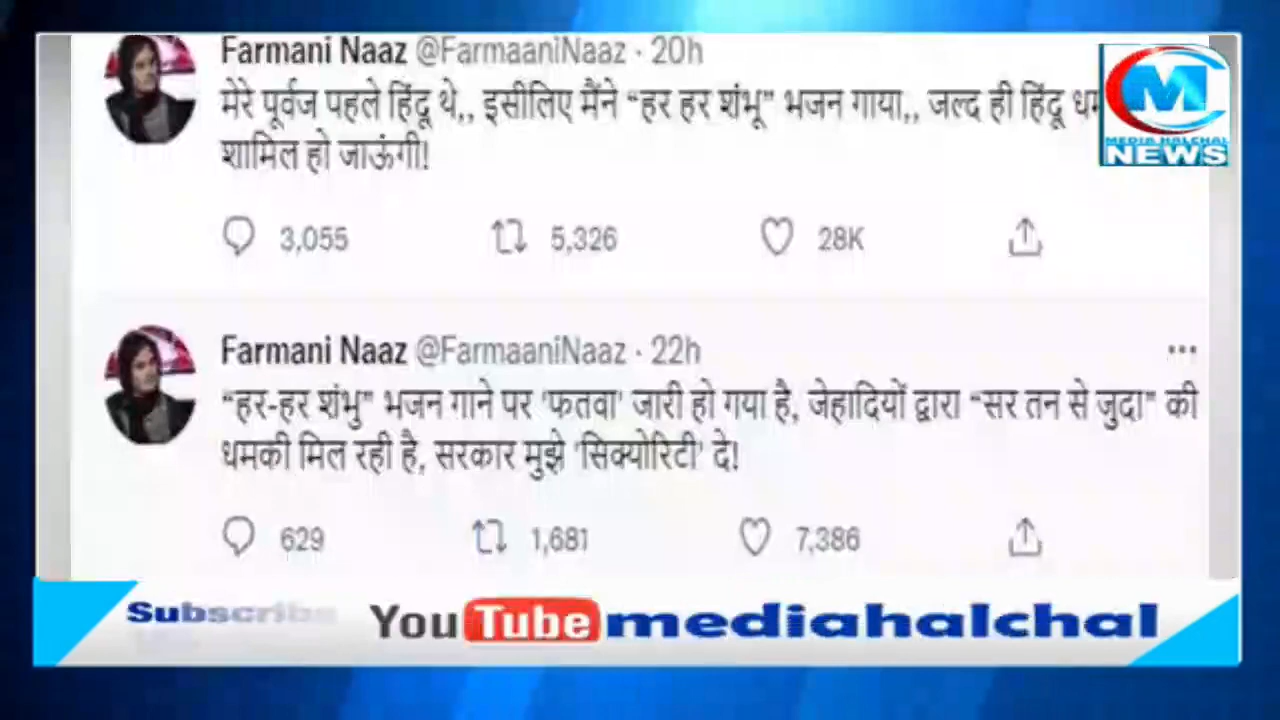 Farmani Naaz @FarmaaniNaaz · 20h
मेरे पूर्वज पहले हिंदू थे,, इसीलिए मैंने “हर हर शंभू” भजन गाया,, जल्द ही हिंदू
शामिल हो जाऊंगी!
3,055 5,326 28K
MEDIA HALCHAL
NEWS
Farmani Naaz @FarmaaniNaaz · 22h
“हर-हर शंभु” भजन गाने पर 'फतवा' जारी हो गया है, जेहादियों द्वारा “सर तन से जुदा” की
धमकी मिल रही है, सरकार मुझे 'सिक्योरिटी' दे!
629 1,681 7,386
Subscribe YouTube mediahalchal